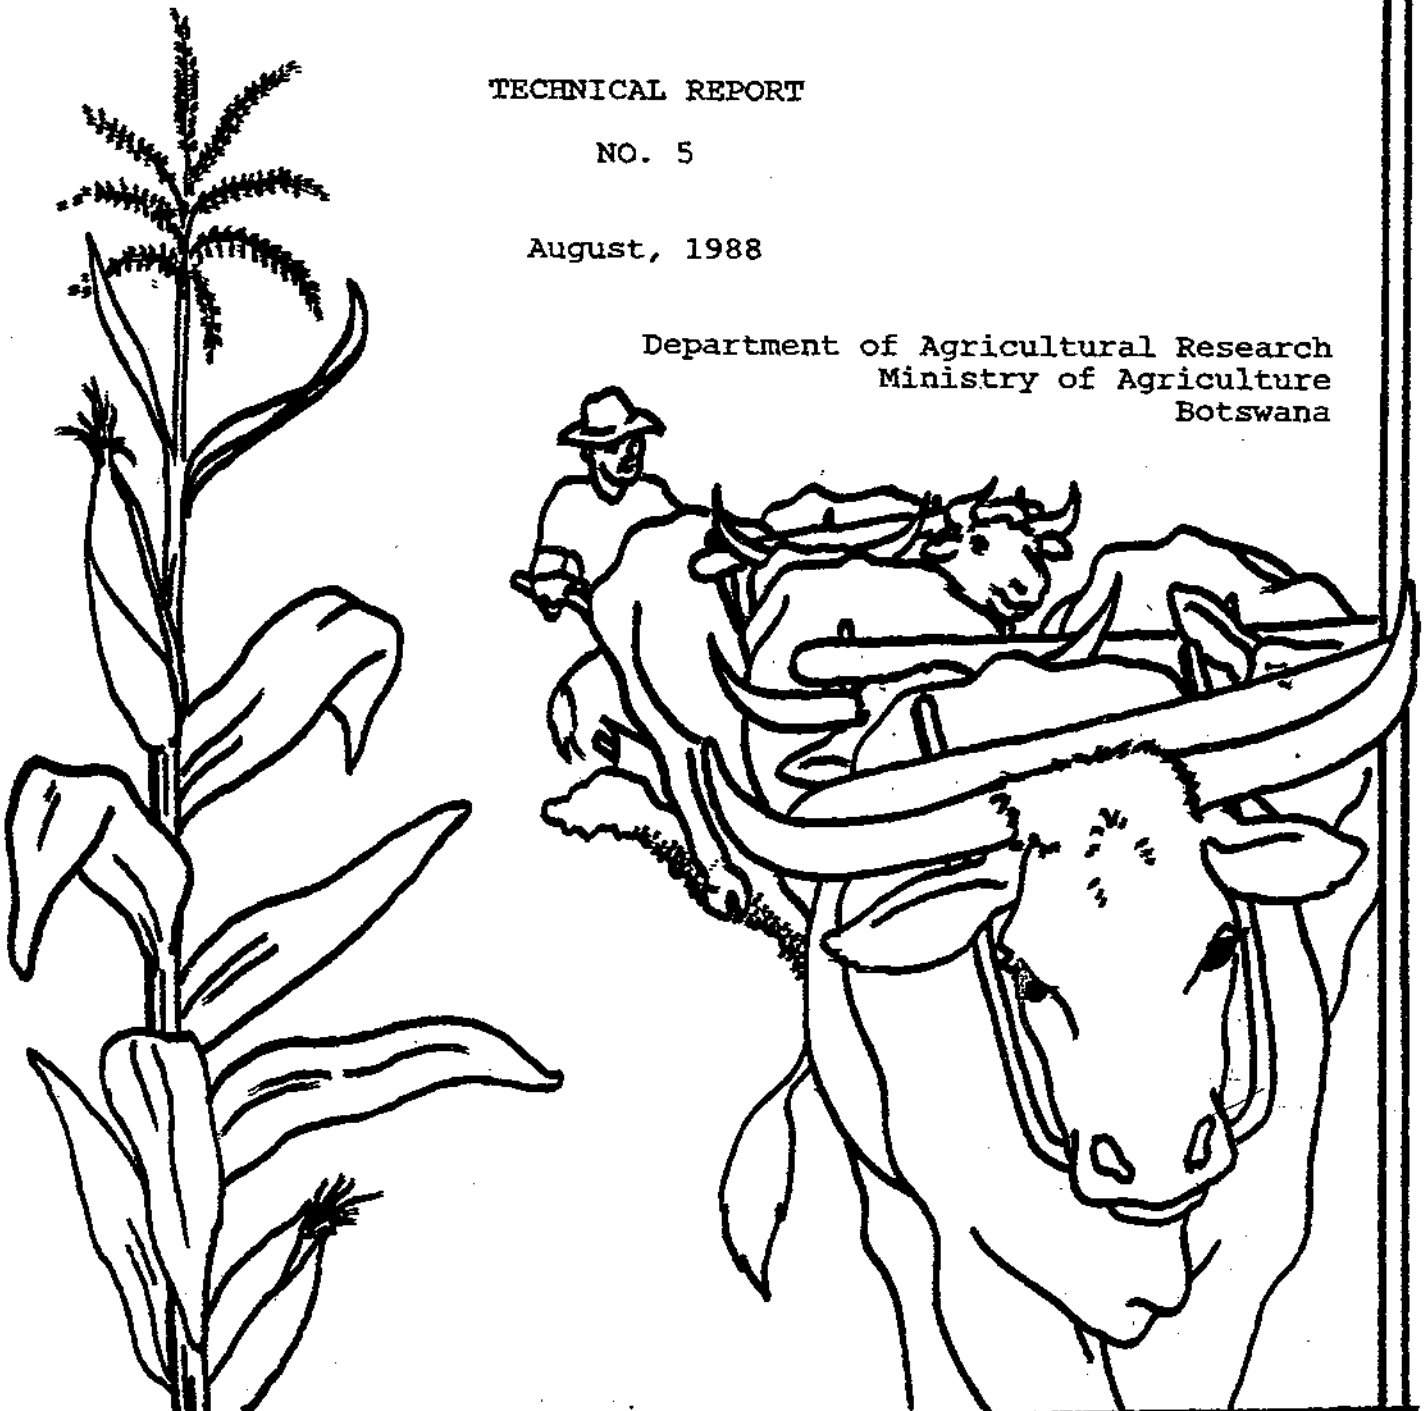 TECHNICAL REPORT
NO. 5
August, 1988
Department of Agricultural Research
Ministry of Agriculture
Botswana